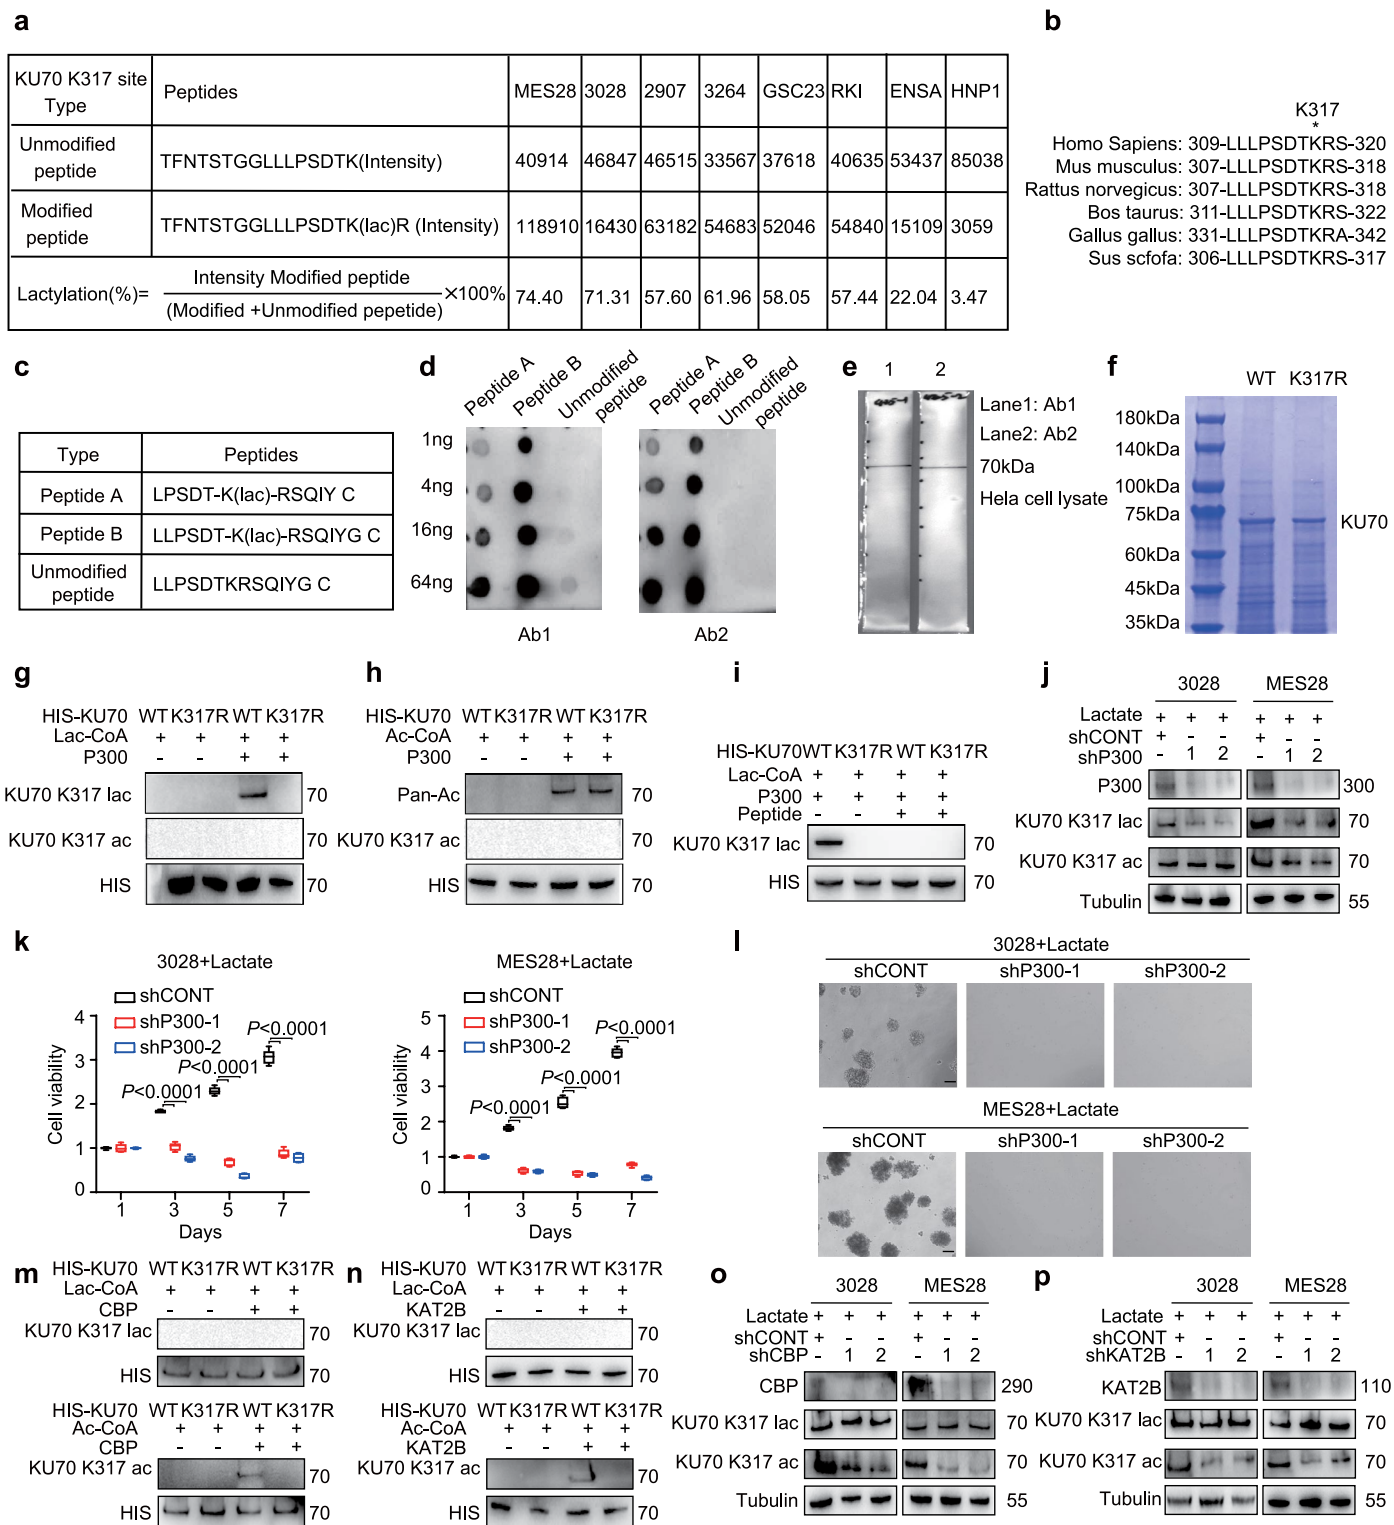 a
KU70 K317 site Type Peptides MES28 3028 2907 3264 GSC23 RKI ENSA HNP1
Unmodified peptide TFNTSTGGLLLPSDTK(Intensity) 40914 46847 46515 33567 37618 40635 53437 85038
Modified peptide TFNTSTGGLLLPSDTK(lac)R (Intensity) 118910 16430 63182 54683 52046 54840 15109 3059
Lactylation(%)= Intensity Modified peptide (Modified +Unmodified pepetide) ×100% 74.40 71.31 57.60 61.96 58.05 57.44 22.04 3.47
b
K317
*
Homo Sapiens: 309-LLLPSDTKRS-320
Mus musculus: 307-LLLPSDTKRS-318
Rattus norvegicus: 307-LLLPSDTKRS-318
Bos taurus: 311-LLLPSDTKRS-322
Gallus gallus: 331-LLLPSDTKRA-342
Sus scfofa: 306-LLLPSDTKRS-317
c
Type Peptides
Peptide A LPSDT-K(lac)-RSQIY C
Peptide B LLPSDT-K(lac)-RSQIYG C
Unmodified peptide LLPSDTKRSQIYG C
d
Peptide A Peptide B Unmodified peptide Peptide A Peptide B Unmodified peptide
1ng
4ng
16ng
64ng
Ab1 Ab2
e
1 2
Lane1: Ab1
Lane2: Ab2
70kDa
Hela cell lysate
f
WT K317R
180kDa
140kDa
100kDa
75kDa
60kDa
45kDa
35kDa
KU70
g
HIS-KU70 WT K317R WT K317R
Lac-CoA + + + +
P300 - - + +
KU70 K317 lac 70
KU70 K317 ac 70
HIS 70
h
HIS-KU70 WT K317R WT K317R
Ac-CoA + + + +
P300 - - + +
Pan-Ac 70
KU70 K317 ac 70
HIS 70
i
HIS-KU70 WT K317R WT K317R
Lac-CoA + + + +
P300 + + + +
Peptide - - + +
KU70 K317 lac 70
HIS 70
j
3028 MES28
Lactate + + + + + +
shCONT + - - + - -
shP300 - 1 2 - 1 2
P300 300
KU70 K317 lac 70
KU70 K317 ac 70
Tubulin 55
k
3028+Lactate
shCONT
shP300-1
shP300-2
Cell viability
4
3
2
1
0
P<0.0001
P<0.0001
P<0.0001
1 3 5 7
Days
MES28+Lactate
shCONT
shP300-1
shP300-2
Cell viability
5
4
3
2
1
0
P<0.0001
P<0.0001
P<0.0001
1 3 5 7
Days
l
3028+Lactate
shCONT shP300-1 shP300-2
MES28+Lactate
shCONT shP300-1 shP300-2
m
HIS-KU70 WT K317R WT K317R
Lac-CoA + + + +
CBP - - + +
KU70 K317 lac 70
HIS 70
HIS-KU70 WT K317R WT K317R
Ac-CoA + + + +
CBP - - + +
KU70 K317 ac 70
HIS 70
n
HIS-KU70 WT K317R WT K317R
Lac-CoA + + + +
KAT2B - - + +
KU70 K317 lac 70
HIS 70
HIS-KU70 WT K317R WT K317R
Ac-CoA + + + +
KAT2B - - + +
KU70 K317 ac 70
HIS 70
o
3028 MES28
Lactate + + + + + +
shCONT + - - + - -
shCBP - 1 2 - 1 2
CBP 290
KU70 K317 lac 70
KU70 K317 ac 70
Tubulin 55
p
3028 MES28
Lactate + + + + + +
shCONT + - - + - -
shKAT2B - 1 2 - 1 2
KAT2B 110
KU70 K317 lac 70
KU70 K317 ac 70
Tubulin 55